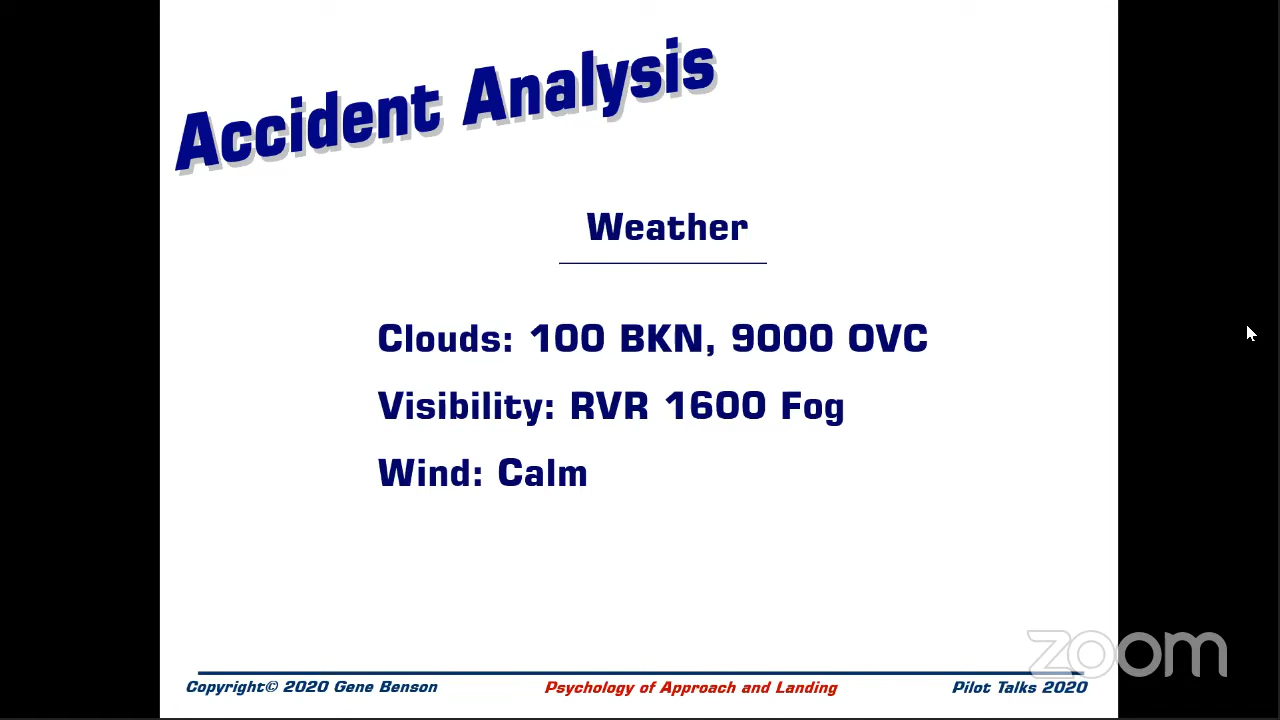 Accident Analysis
Weather
Clouds: 100 BKN, 9000 OVC
Visibility: RVR 1600 Fog
Wind: Calm
zoom
Copyright© 2020 Gene Benson
Psychology of Approach and Landing
Pilot Talks 2020